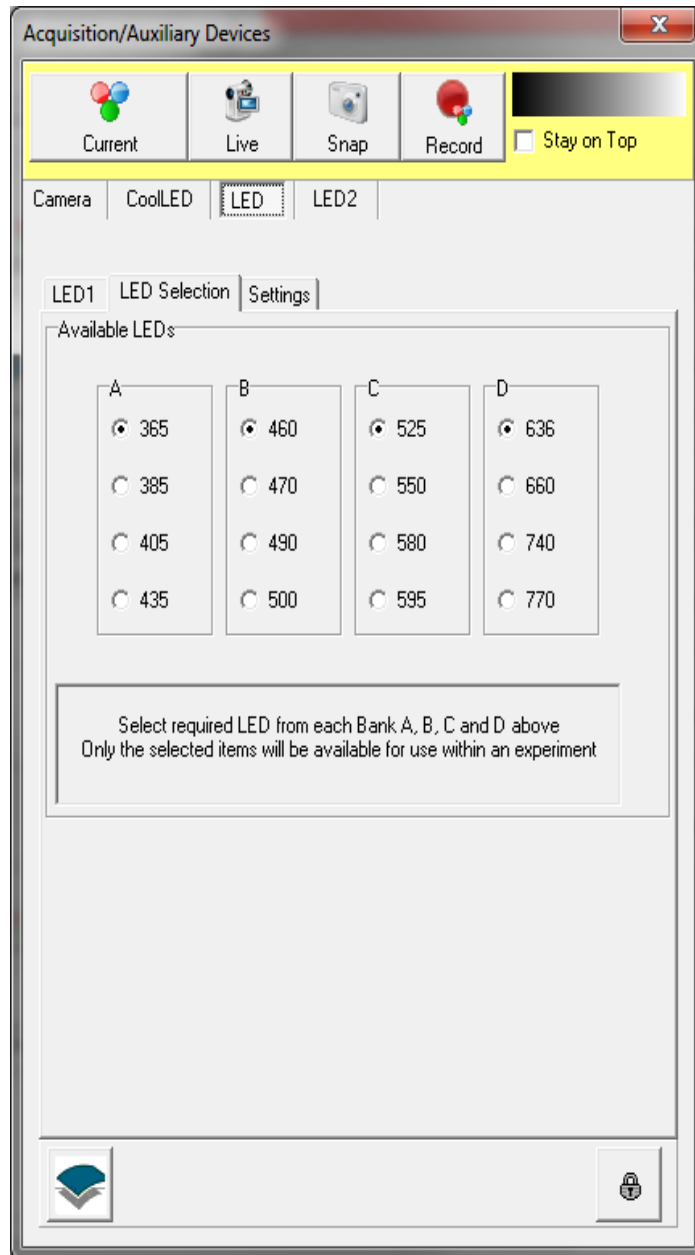 Acquisition/Auxiliary Devices
Current
Live
Snap
Record
Stay on Top
Camera
CoolLED
LED
LED2
LED1
LED Selection
Settings
Available LEDs
A
365
385
405
435
B
460
470
490
500
C
525
550
580
595
D
636
660
740
770
Select required LED from each Bank A, B, C and D above
Only the selected items will be available for use within an experiment